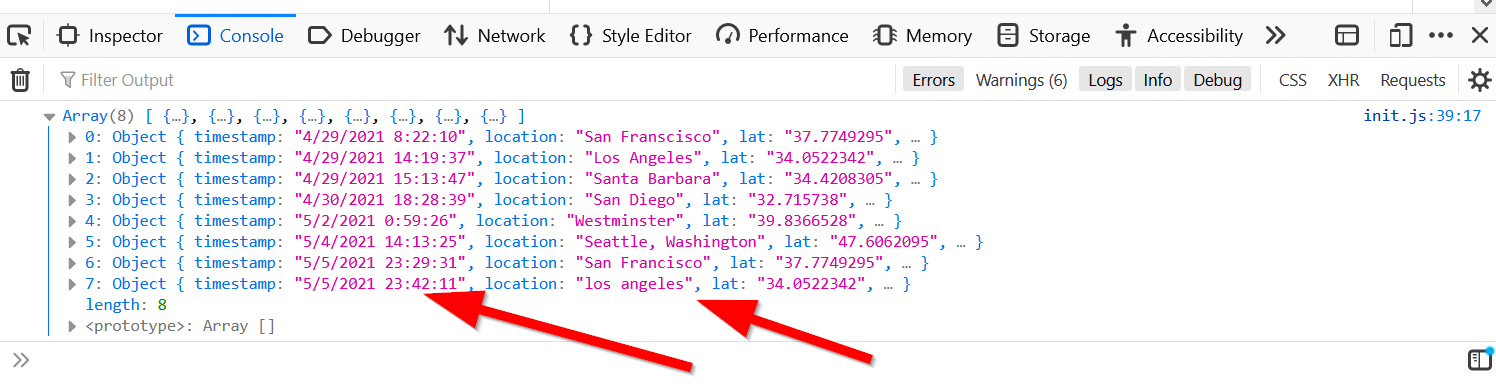 Inspector Console Debugger Network Style Editor Performance Memory Storage Accessibility
Filter Output Errors Warnings (6) Logs Info Debug CSS XHR Requests
Array(8) [ {…}, {…}, {…}, {…}, {…}, {…}, {…}, {…} ] init.js:39:17
0: Object { timestamp: "4/29/2021 8:22:10", location: "San Franscisco", lat: "37.7749295", … }
1: Object { timestamp: "4/29/2021 14:19:37", location: "Los Angeles", lat: "34.0522342", … }
2: Object { timestamp: "4/29/2021 15:13:47", location: "Santa Barbara", lat: "34.4208305", … }
3: Object { timestamp: "4/30/2021 18:28:39", location: "San Diego", lat: "32.715738", … }
4: Object { timestamp: "5/2/2021 0:59:26", location: "Westminster", lat: "39.8366528", … }
5: Object { timestamp: "5/4/2021 14:13:25", location: "Seattle, Washington", lat: "47.6062095", … }
6: Object { timestamp: "5/5/2021 23:29:31", location: "San Francisco", lat: "37.7749295", … }
7: Object { timestamp: "5/5/2021 23:42:11", location: "los angeles", lat: "34.0522342", … }
length: 8
<prototype>: Array []